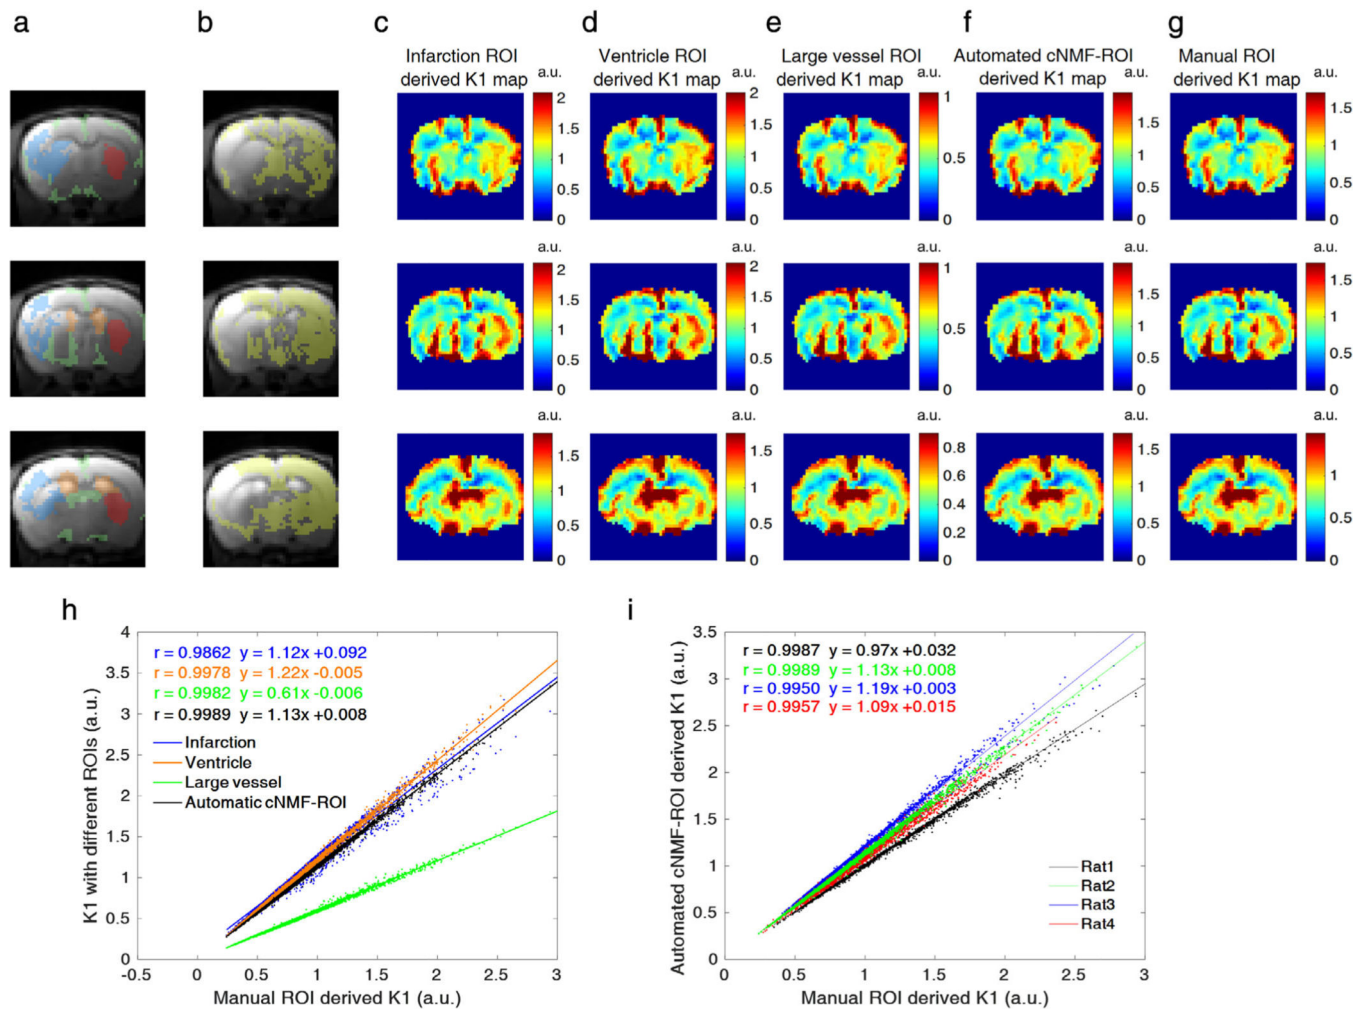 a b c d e f g
Infarction ROI derived K1 map
Ventricle ROI derived K1 map
Large vessel ROI derived K1 map
Automated cNMF-ROI derived K1 map
Manual ROI derived K1 map
a.u. a.u. a.u. a.u. a.u.
2 2 1 1.5 1.5
1.5 1.5 1 1
1 1 0.5
0.5 0.5 0.5 0.5
0 0 0 0 0
a.u. a.u. a.u. a.u. a.u.
2 2 1 1.5 1.5
1.5 1.5 1 1
1 1 0.5
0.5 0.5 0.5 0.5
0 0 0 0 0
a.u. a.u. a.u. a.u. a.u.
1.5 1.5 0.8 1.5
1 1 0.6 1 1
0.5 0.5 0.4 0.5 0.5
0.2
0 0 0 0 0
h
K1 with different ROIs (a.u.)
4
3.5
3
2.5
2
1.5
1
0.5
0
r = 0.9862 y = 1.12x +0.092
r = 0.9978 y = 1.22x -0.005
r = 0.9982 y = 0.61x -0.006
r = 0.9989 y = 1.13x +0.008
Infarction
Ventricle
Large vessel
Automatic cNMF-ROI
-0.5 0 0.5 1 1.5 2 2.5 3
Manual ROI derived K1 (a.u.)
i
Automated cNMF-ROI derived K1 (a.u.)
3.5
3
2.5
2
1.5
1
0.5
0
r = 0.9987 y = 0.97x +0.032
r = 0.9989 y = 1.13x +0.008
r = 0.9950 y = 1.19x +0.003
r = 0.9957 y = 1.09x +0.015
Rat1
Rat2
Rat3
Rat4
0 0.5 1 1.5 2 2.5 3
Manual ROI derived K1 (a.u.)